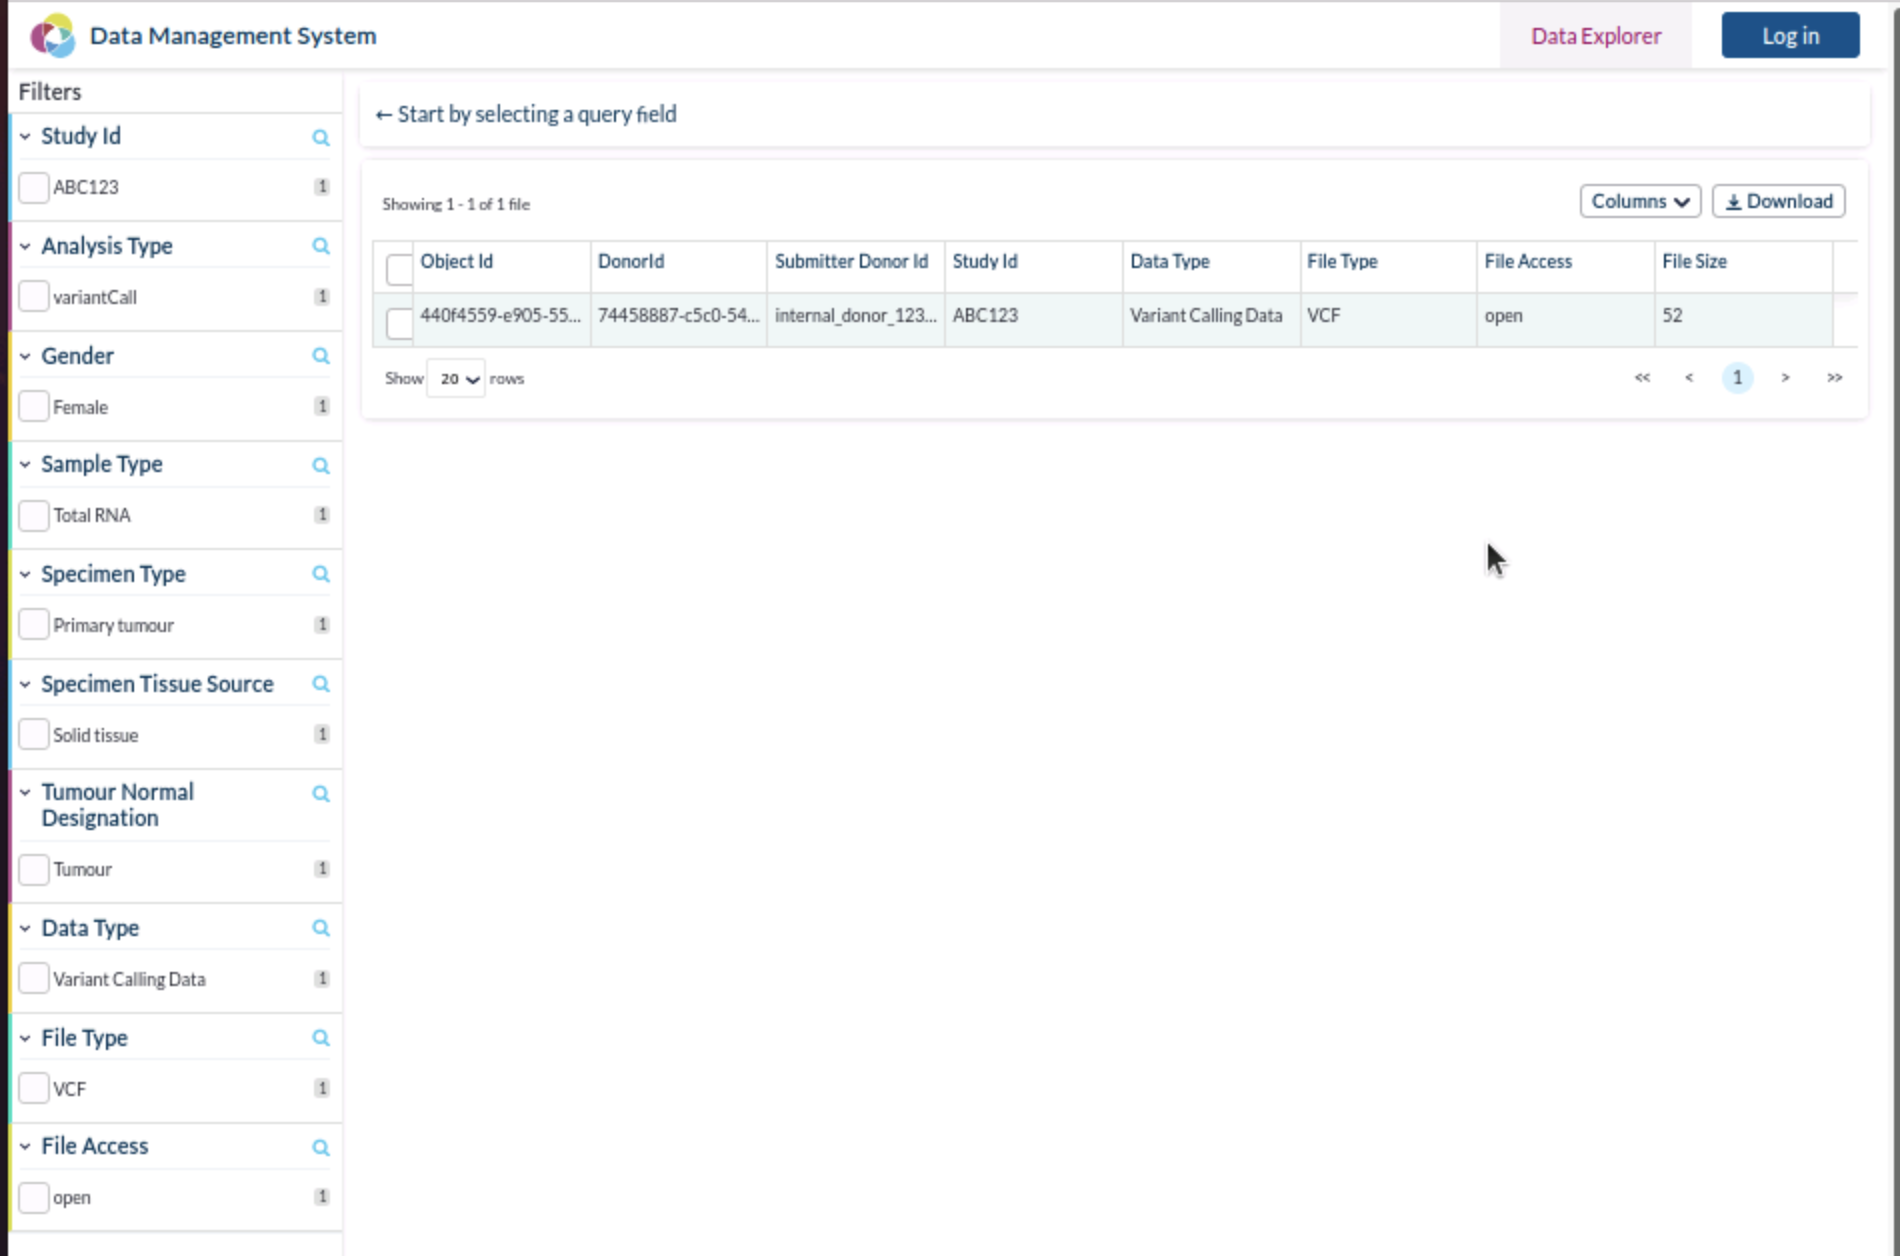 Data Management System
Data Explorer
Log in
Filters
Study Id
ABC123 1
Analysis Type
variantCall 1
Gender
Female 1
Sample Type
Total RNA 1
Specimen Type
Primary tumour 1
Specimen Tissue Source
Solid tissue 1
Tumour Normal
Designation
Tumour 1
Data Type
Variant Calling Data 1
File Type
VCF 1
File Access
open 1
← Start by selecting a query field
Showing 1 - 1 of 1 file
Columns
Download
Object Id DonorId Submitter Donor Id Study Id Data Type File Type File Access File Size
440f4559-e905-55... 74458887-c5c0-54... internal_donor_123... ABC123 Variant Calling Data VCF open 52
Show 20 rows
<< < 1 > >>